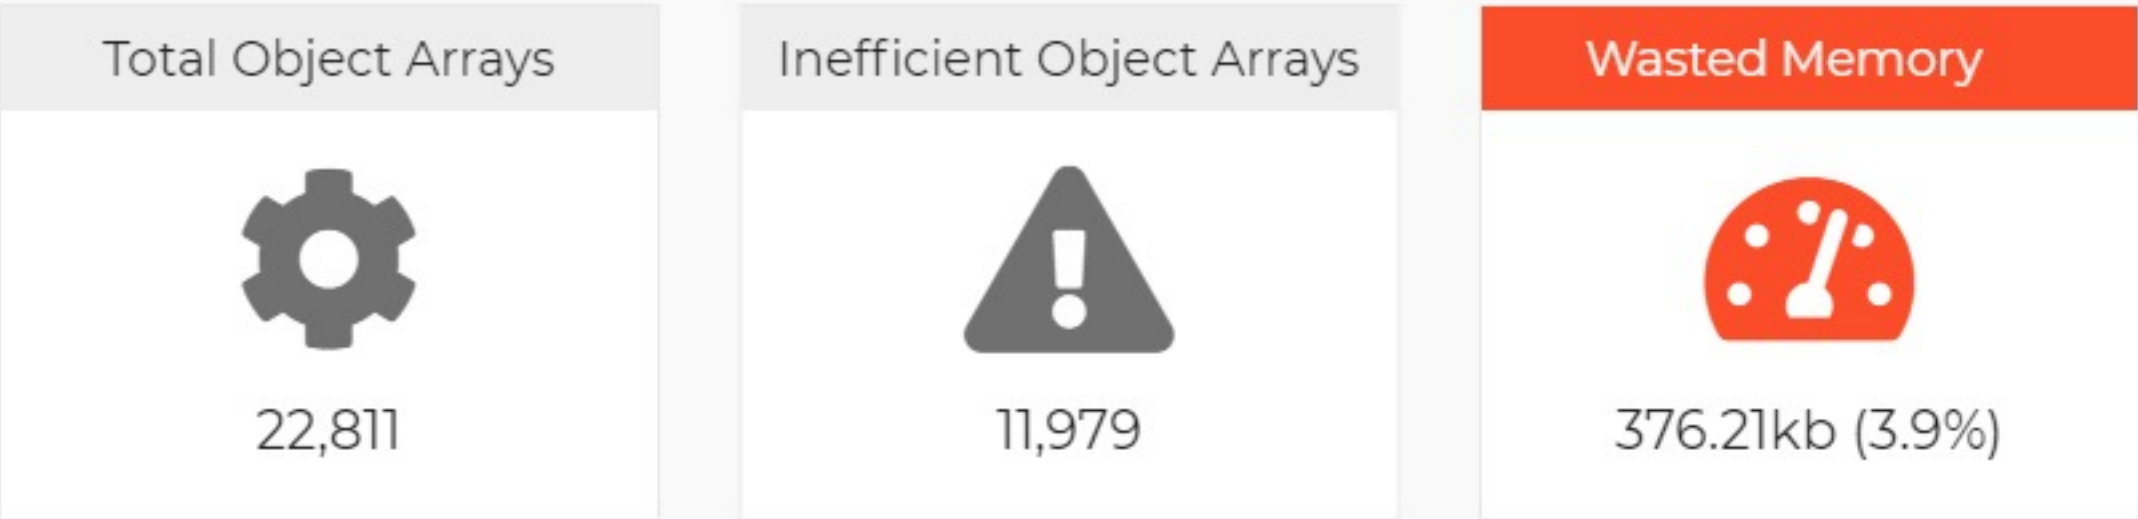 Total Object Arrays
22,811
Inefficient Object Arrays
11,979
Wasted Memory
376.21kb (3.9%)